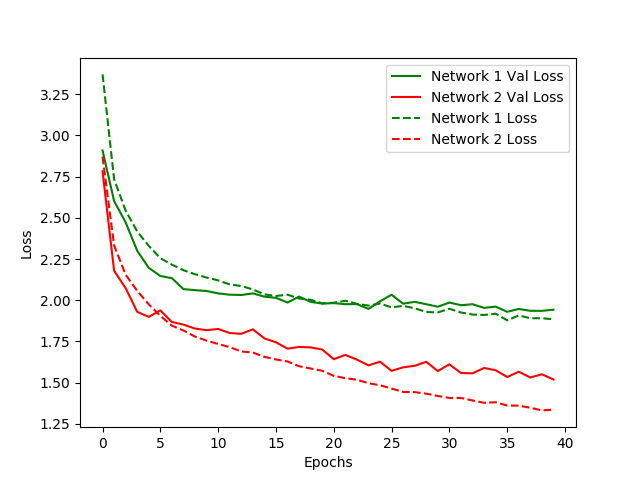 Network 1 Val Loss
Network 2 Val Loss
Network 1 Loss
Network 2 Loss
Loss
3.25
3.00
2.75
2.50
2.25
2.00
1.75
1.50
1.25
0 5 10 15 20 25 30 35 40
Epochs